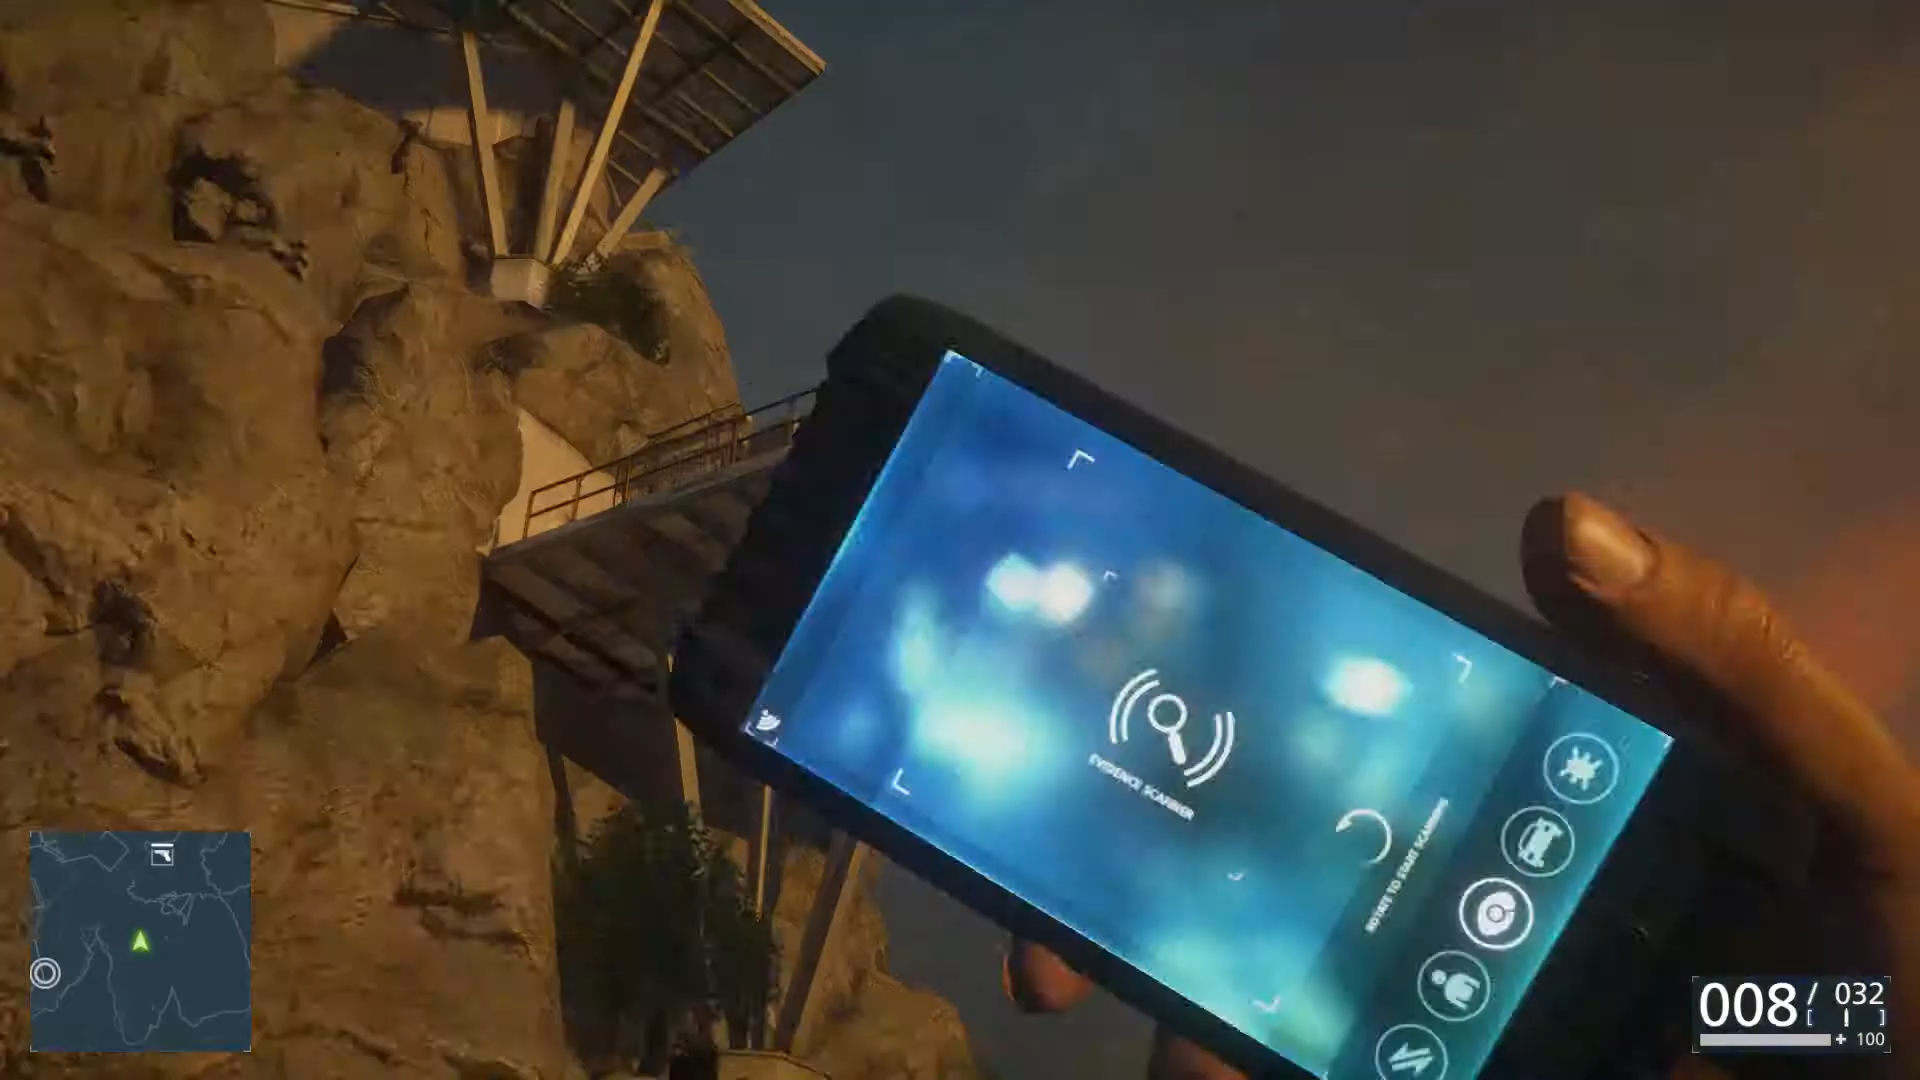 EVIDENCE SCANNER
ROTATE TO START SCANNING
008/ 032
[ | ]
+ 100